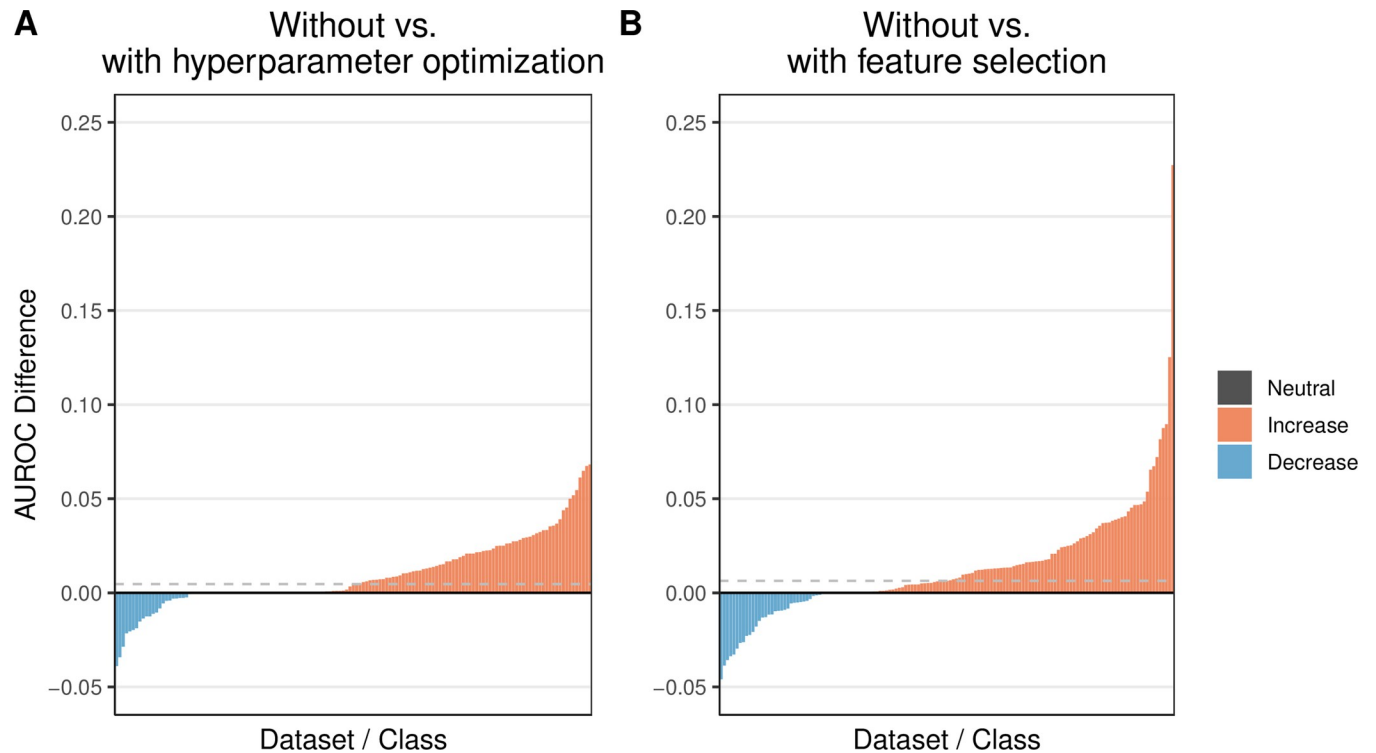 A
Without vs.
with hyperparameter optimization
B
Without vs.
with feature selection
AUROC Difference
0.25
0.20
0.15
0.10
0.05
0.00
−0.05
Dataset / Class
0.25
0.20
0.15
0.10
0.05
0.00
−0.05
Dataset / Class
Neutral
Increase
Decrease